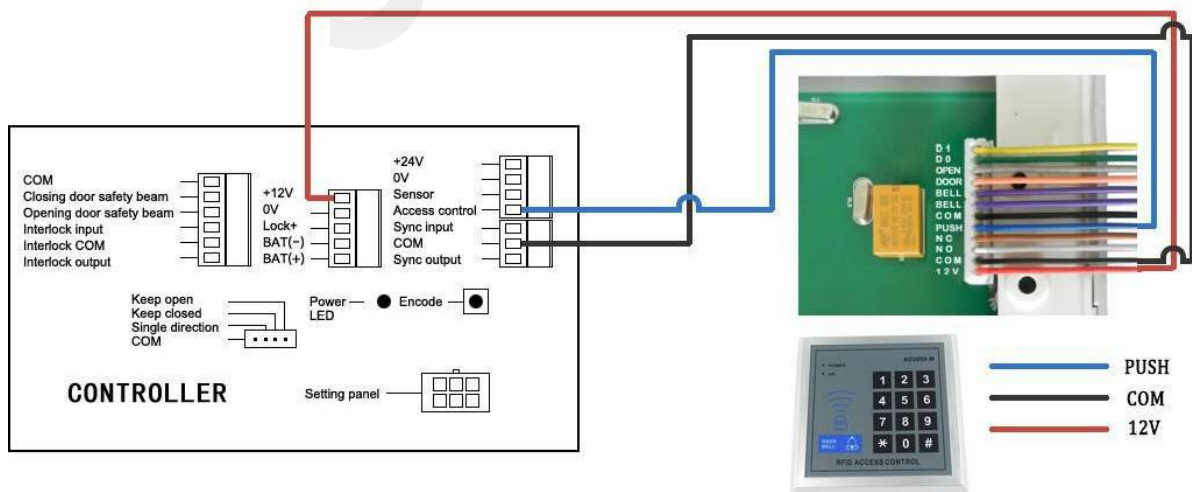 COM
Closing door safety beam
Opening door safety beam
Interlock input
Interlock COM
Interlock output
+12V
0V
Lock+
BAT(-)
BAT(+)
+24V
0V
Sensor
Access control
Sync input
COM
Sync output
Keep open
Keep closed
Single direction
COM
Power
LED
Encode
CONTROLLER
Setting panel
D1
D0
OPEN
DOOR
BELL
BELL
COM
PUSH
NC
NO
COM
12V
1 2 3
4 5 6
7 8 9
* 0 #
DOOR
BELL
RFID ACCESS CONTROL
PUSH
COM
12V